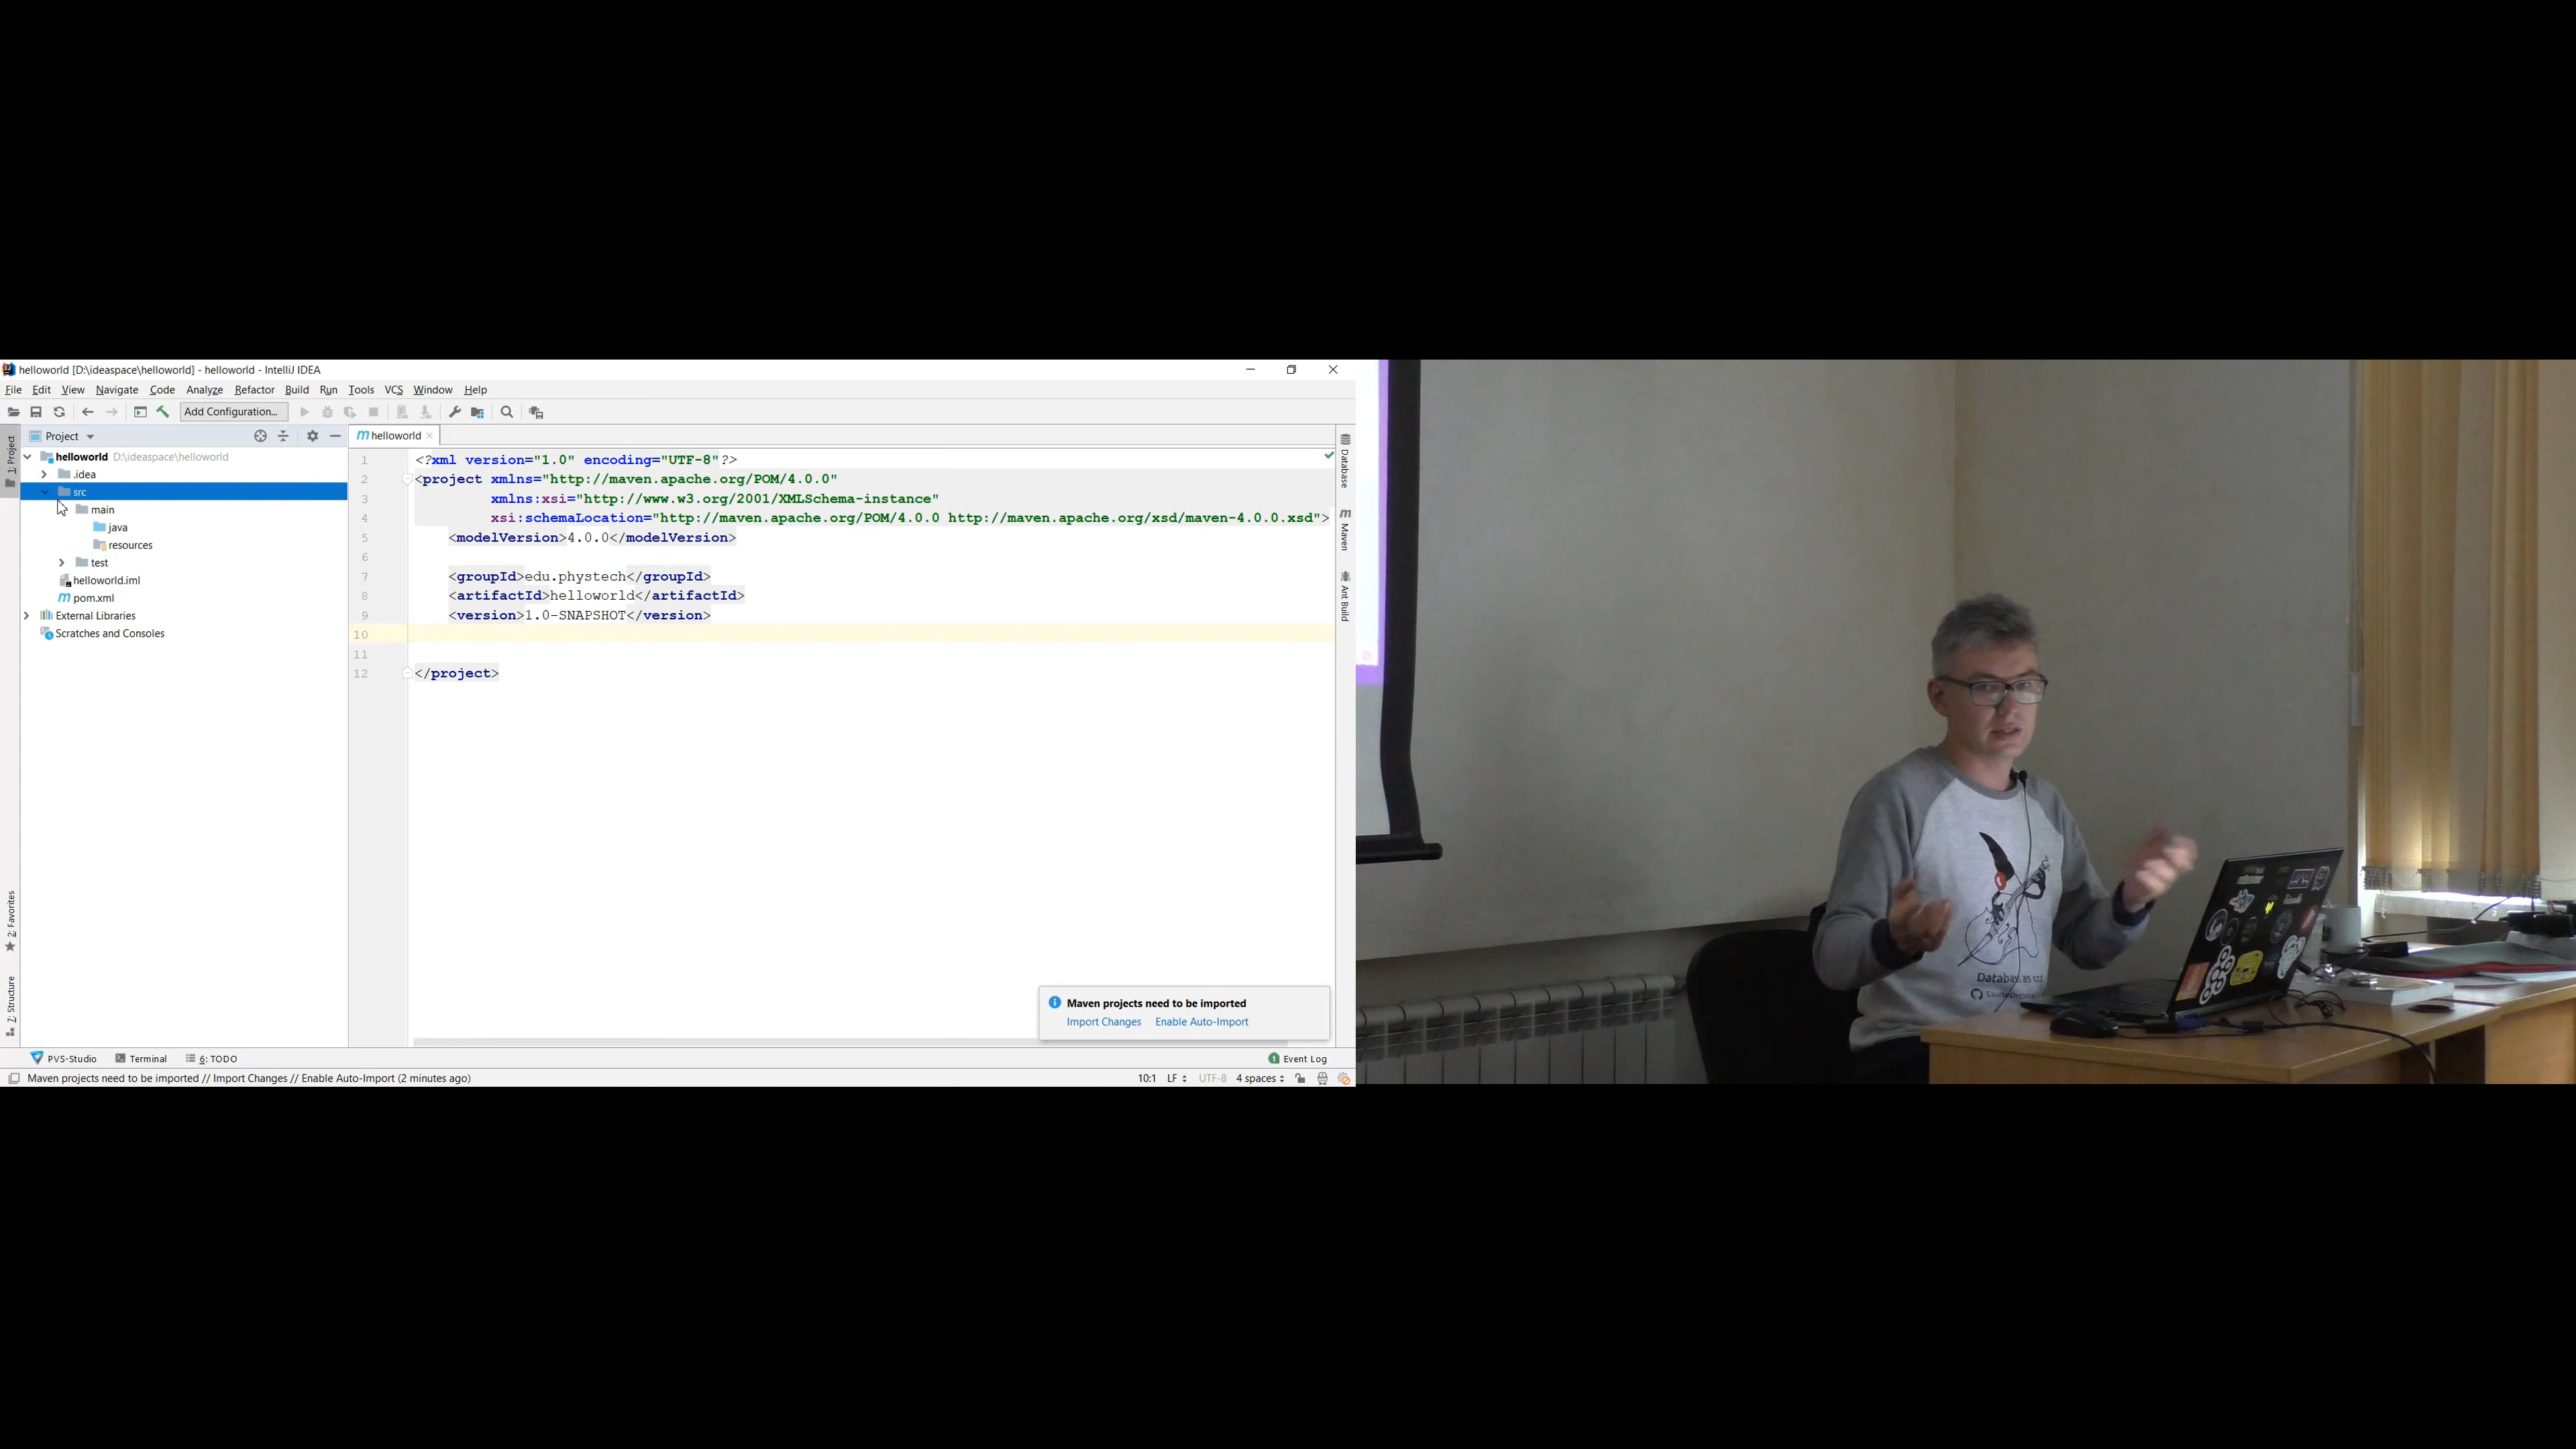 helloworld [D:\ideaspace\helloworld] - helloworld - IntelliJ IDEA
File Edit View Navigate Code Analyze Refactor Build Run Tools VCS Window Help
Add Configuration...
Project
helloworld
1: Project
helloworld D:\ideaspace\helloworld
.idea
src
main
java
resources
test
helloworld.iml
pom.xml
External Libraries
Scratches and Consoles
1 <?xml version="1.0" encoding="UTF-8"?>
2 <project xmlns="http://maven.apache.org/POM/4.0.0"
3 xmlns:xsi="http://www.w3.org/2001/XMLSchema-instance"
4 xsi:schemaLocation="http://maven.apache.org/POM/4.0.0 http://maven.apache.org/xsd/maven-4.0.0.xsd">
5 <modelVersion>4.0.0</modelVersion>
6
7 <groupId>edu.phystech</groupId>
8 <artifactId>helloworld</artifactId>
9 <version>1.0-SNAPSHOT</version>
10
11
12 </project>
Database
Maven
Ant Build
2: Favorites
7: Structure
Maven projects need to be imported
Import Changes Enable Auto-Import
PVS-Studio Terminal 6: TODO
1 Event Log
Maven projects need to be imported // Import Changes // Enable Auto-Import (2 minutes ago)
10:1 LF UTF-8 4 spaces